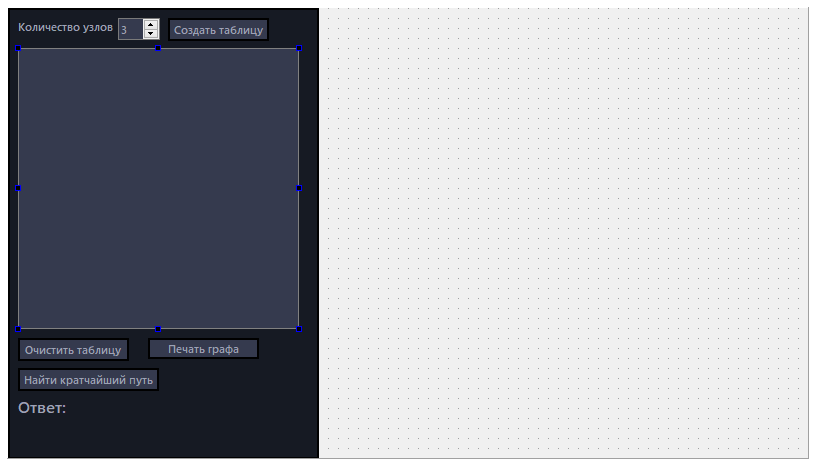 Количество узлов 3 Создать таблицу
Очистить таблицу Печать графа
Найти кратчайший путь
Ответ: